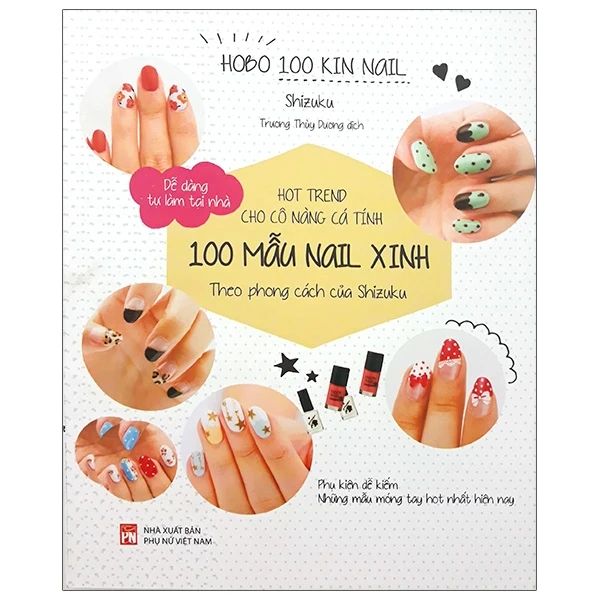 HOBO 100 KIN NAIL
Shizuku
Trương Thùy Dương dịch
Dễ dàng
tự làm tại nhà
HOT TREND
CHO CÔ NÀNG CÁ TÍNH
100 MẪU NAIL XINH
Theo phong cách của Shizuku
Phụ kiện dễ kiếm
Những mẫu móng tay hot nhất hiện nay
PN
NHÀ XUẤT BẢN
PHỤ NỮ VIỆT NAM